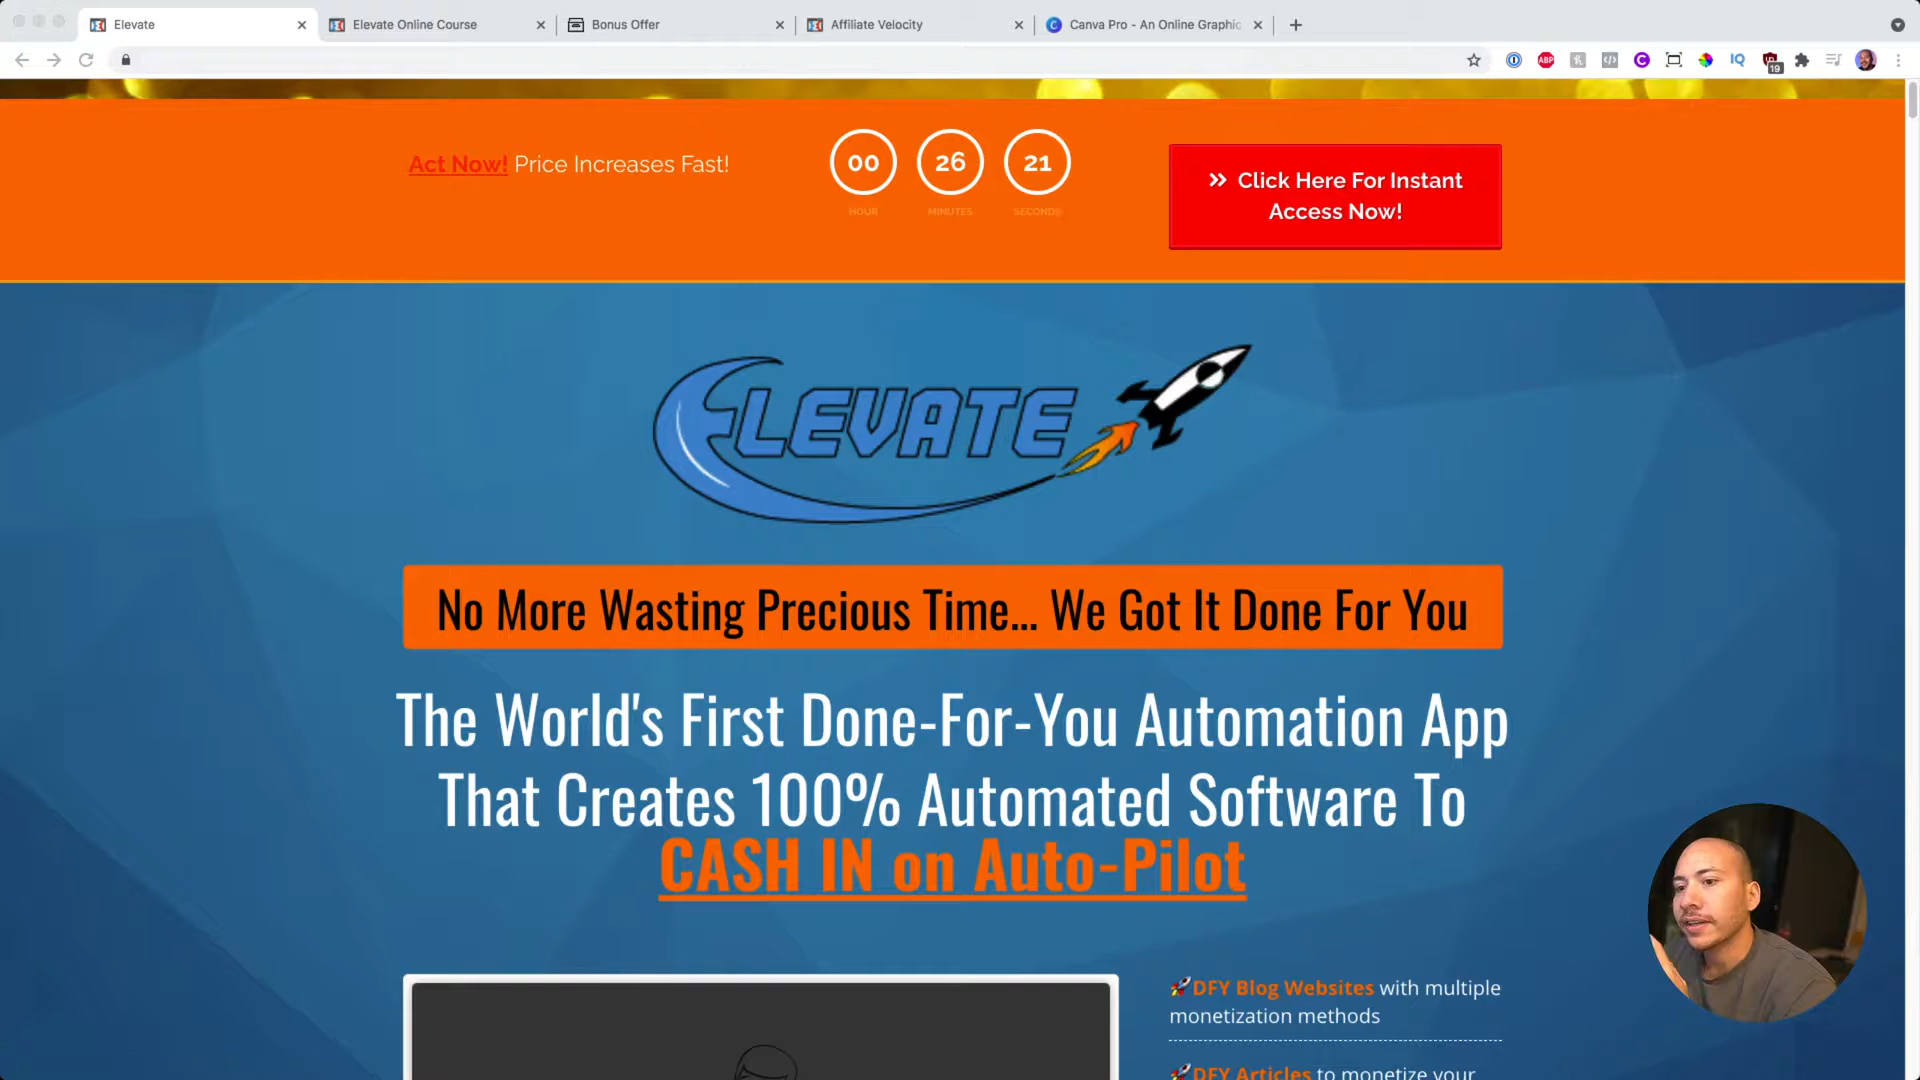 Elevate
Elevate Online Course
Bonus Offer
Affiliate Velocity
Canva Pro - An Online Graphic
ABP
IQ
19
Act Now! Price Increases Fast!
00
26
21
HOUR
MINUTES
SECONDS
Click Here For Instant
Access Now!
ELEVATE
No More Wasting Precious Time... We Got It Done For You
The World's First Done-For-You Automation App
That Creates 100% Automated Software To
CASH IN on Auto-Pilot
DFY Blog Websites with multiple
monetization methods
DFY Articles to monetize your